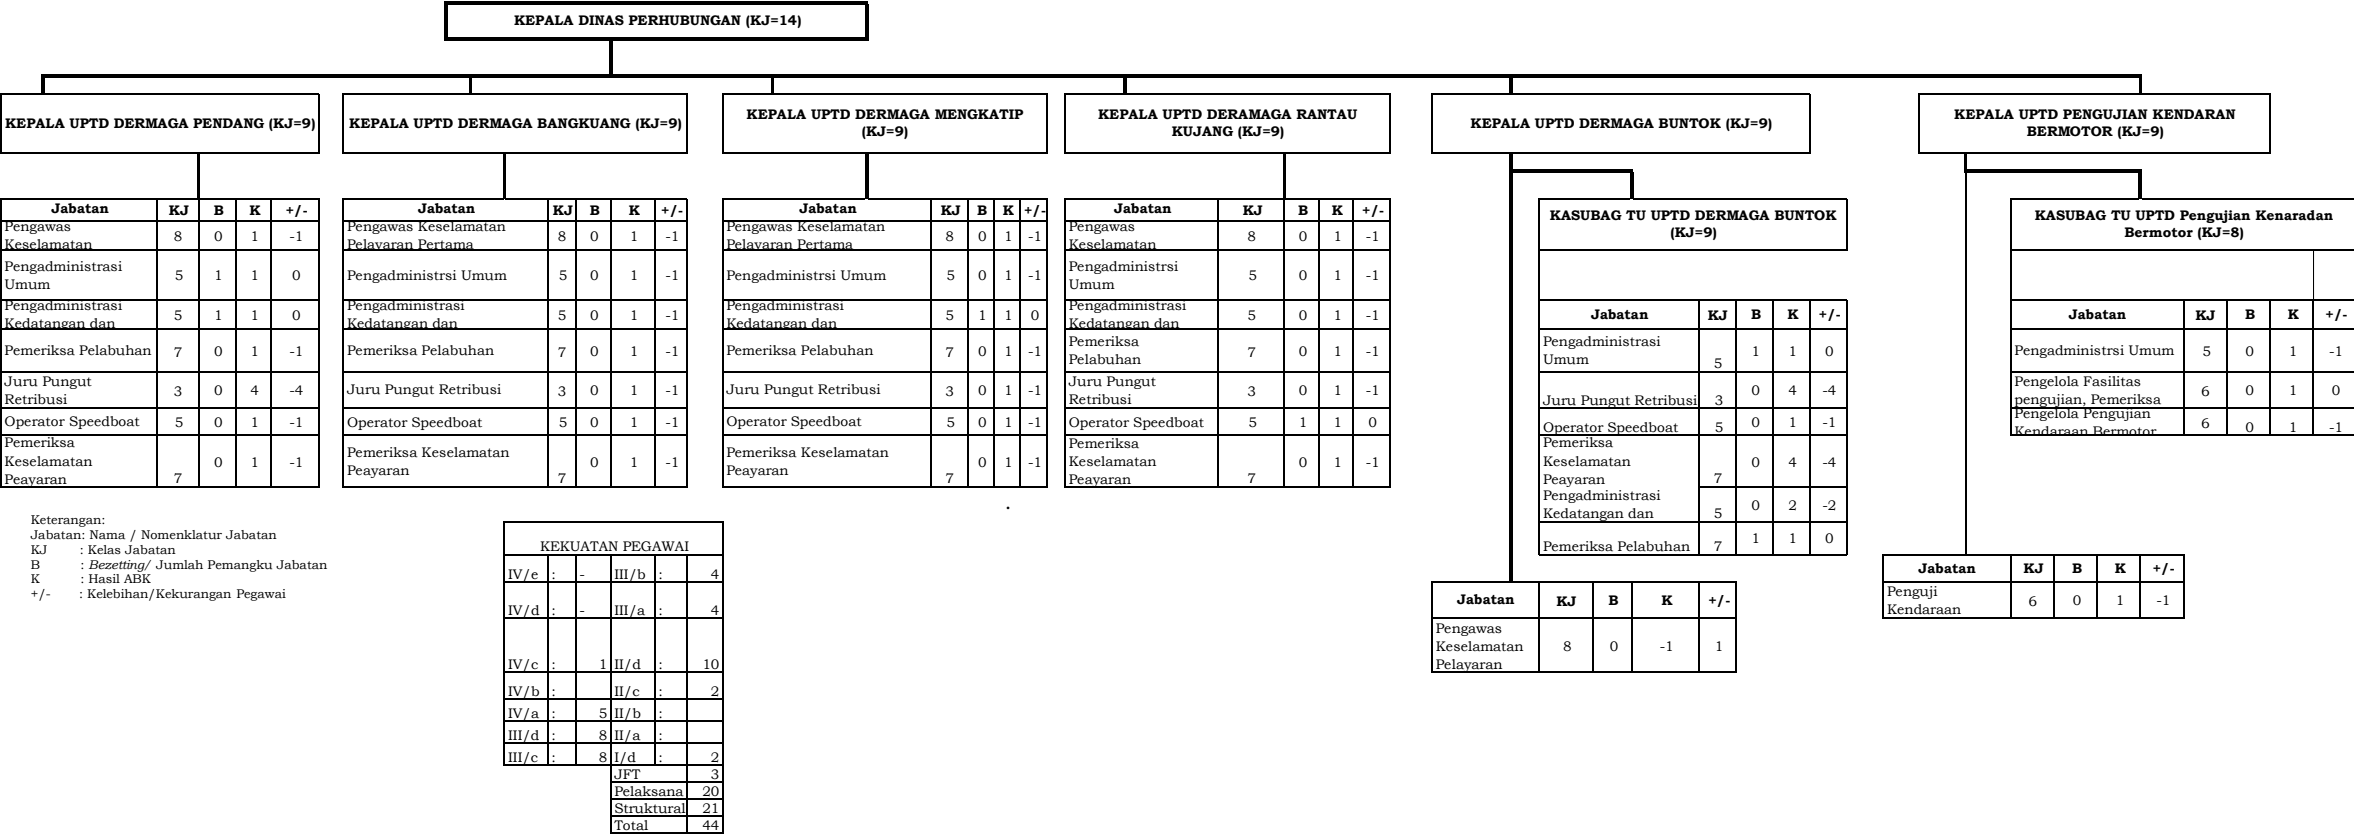 KEPALA DINAS PERHUBUNGAN (KJ=14)
KEPALA UPTD DERMAGA PENDANG (KJ=9)
Jabatan KJ B K +/-
Pengawas
Keselamatan 8 0 1 -1
Pengadministrasi
Umum 5 1 1 0
Pengadministrasi
Kedatangan dan 5 1 1 0
Pemeriksa Pelabuhan 7 0 1 -1
Juru Pungut
Retribusi 3 0 4 -4
Operator Speedboat 5 0 1 -1
Pemeriksa
Keselamatan
Peayaran 7 0 1 -1
KEPALA UPTD DERMAGA BANGKUANG (KJ=9)
Jabatan KJ B K +/-
Pengawas Keselamatan
Pelayaran Pertama 8 0 1 -1
Pengadministrsi Umum 5 0 1 -1
Pengadministrasi
Kedatangan dan 5 0 1 -1
Pemeriksa Pelabuhan 7 0 1 -1
Juru Pungut Retribusi 3 0 1 -1
Operator Speedboat 5 0 1 -1
Pemeriksa Keselamatan
Peayaran 7 0 1 -1
KEPALA UPTD DERMAGA MENGKATIP
(KJ=9)
Jabatan KJ B K +/-
Pengawas Keselamatan
Pelayaran Pertama 8 0 1 -1
Pengadministrsi Umum 5 0 1 -1
Pengadministrasi
Kedatangan dan 5 1 1 0
Pemeriksa Pelabuhan 7 0 1 -1
Juru Pungut Retribusi 3 0 1 -1
Operator Speedboat 5 0 1 -1
Pemeriksa Keselamatan
Peayaran 7 0 1 -1
.
KEPALA UPTD DERAMAGA RANTAU
KUJANG (KJ=9)
Jabatan KJ B K +/-
Pengawas
Keselamatan 8 0 1 -1
Pengadministrsi
Umum 5 0 1 -1
Pengadministrasi
Kedatangan dan 5 0 1 -1
Pemeriksa
Pelabuhan 7 0 1 -1
Juru Pungut
Retribusi 3 0 1 -1
Operator Speedboat 5 1 1 0
Pemeriksa
Keselamatan
Peayaran 7 0 1 -1
KEPALA UPTD DERMAGA BUNTOK (KJ=9)
KASUBAG TU UPTD DERMAGA BUNTOK
(KJ=9)
Jabatan KJ B K +/-
Pengadministrasi
Umum 5 1 1 0
Juru Pungut Retribusi 3 0 4 -4
Operator Speedboat 5 0 1 -1
Pemeriksa
Keselamatan
Peayaran 7 0 4 -4
Pengadministrasi
Kedatangan dan 5 0 2 -2
Pemeriksa Pelabuhan 7 1 1 0
Jabatan KJ B K +/-
Pengawas
Keselamatan
Pelayaran 8 0 -1 1
KEPALA UPTD PENGUJIAN KENDARAN
BERMOTOR (KJ=9)
KASUBAG TU UPTD Pengujian Kenaradan
Bermotor (KJ=8)
Jabatan KJ B K +/-
Pengadministrsi Umum 5 0 1 -1
Pengelola Fasilitas
pengujian, Pemeriksa 6 0 1 0
Pengelola Pengujian
Kendaraan Bermotor 6 0 1 -1
Jabatan KJ B K +/-
Penguji
Kendaraan 6 0 1 -1
Keterangan:
Jabatan: Nama / Nomenklatur Jabatan
KJ : Kelas Jabatan
B : Bezetting/ Jumlah Pemangku Jabatan
K : Hasil ABK
+/- : Kelebihan/Kekurangan Pegawai
KEKUATAN PEGAWAI
IV/e : - III/b : 4
IV/d : - III/a : 4
IV/c : 1 II/d : 10
IV/b : II/c : 2
IV/a : 5 II/b :
III/d : 8 II/a :
III/c : 8 I/d : 2
JFT 3
Pelaksana 20
Struktural 21
Total 44